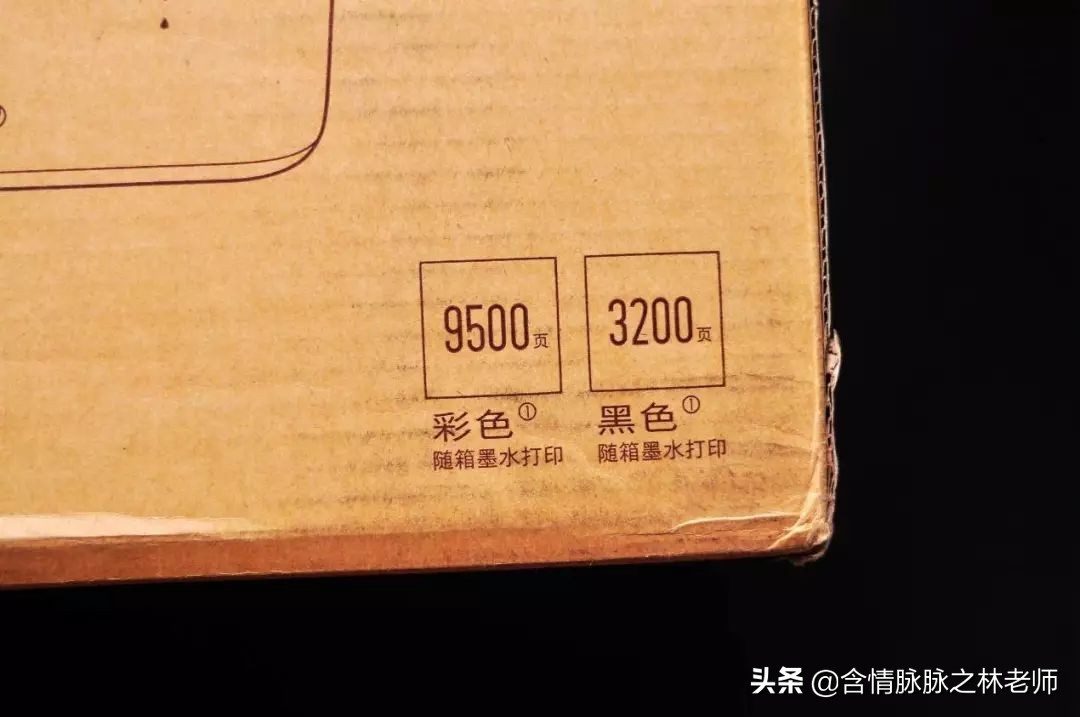 9500页 3200页
彩色① 黑色①
随箱墨水打印 随箱墨水打印
头条 @含情脉脉之林老师